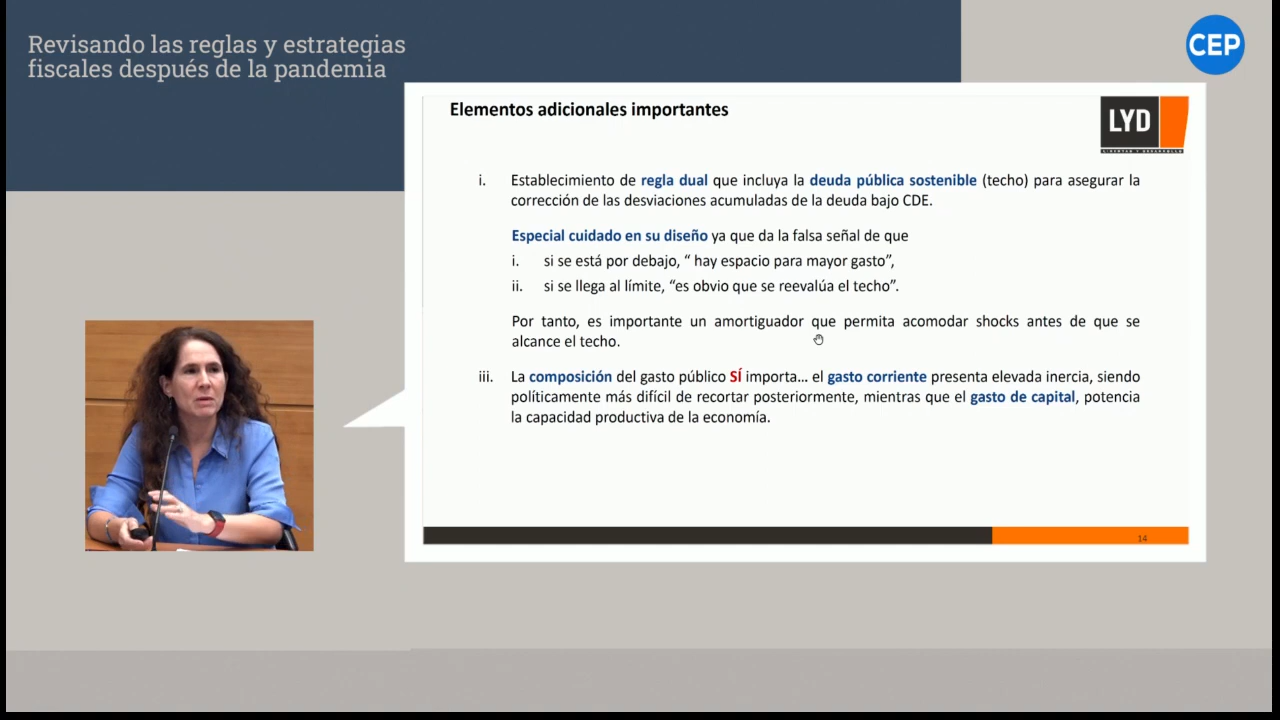 Revisando las reglas y estrategias
fiscales después de la pandemia
CEP
Elementos adicionales importantes
LYD
LIBERTAD Y DESARROLLO
i. Establecimiento de regla dual que incluya la deuda pública sostenible (techo) para asegurar la
corrección de las desviaciones acumuladas de la deuda bajo CDE.
Especial cuidado en su diseño ya que da la falsa señal de que
i. si se está por debajo, “ hay espacio para mayor gasto”,
ii. si se llega al límite, “es obvio que se reevalúa el techo”.
Por tanto, es importante un amortiguador que permita acomodar shocks antes de que se
alcance el techo.
iii. La composición del gasto público SÍ importa... el gasto corriente presenta elevada inercia, siendo
políticamente más difícil de recortar posteriormente, mientras que el gasto de capital, potencia
la capacidad productiva de la economía.
14